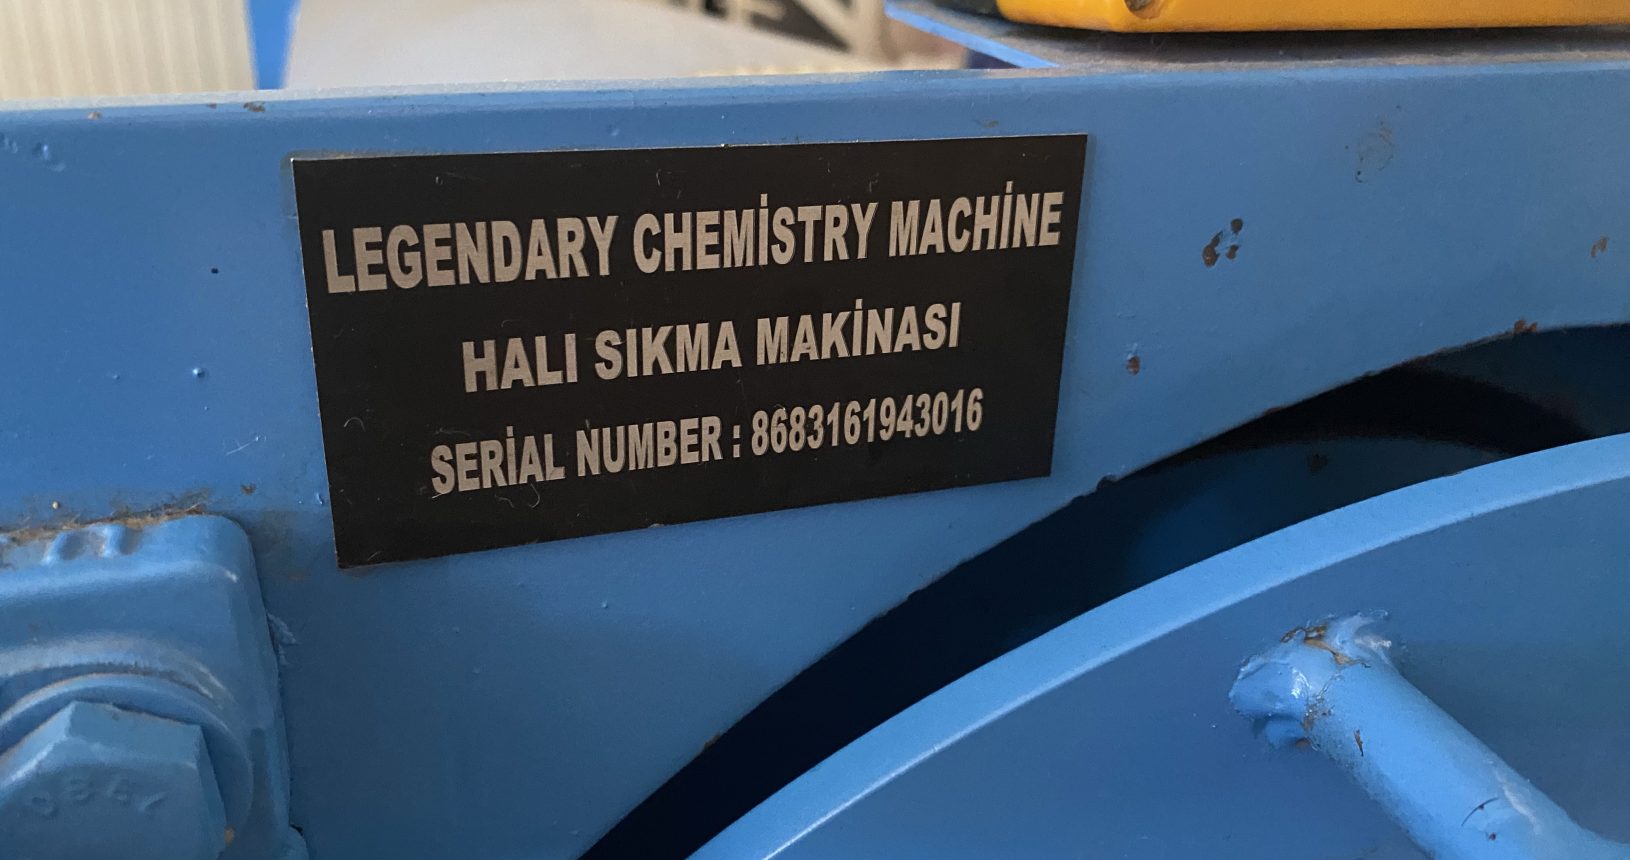 LEGENDARY CHEMİSTRY MACHİNE
HALI SIKMA MAKİNASI
SERİAL NUMBER : 8683161943016